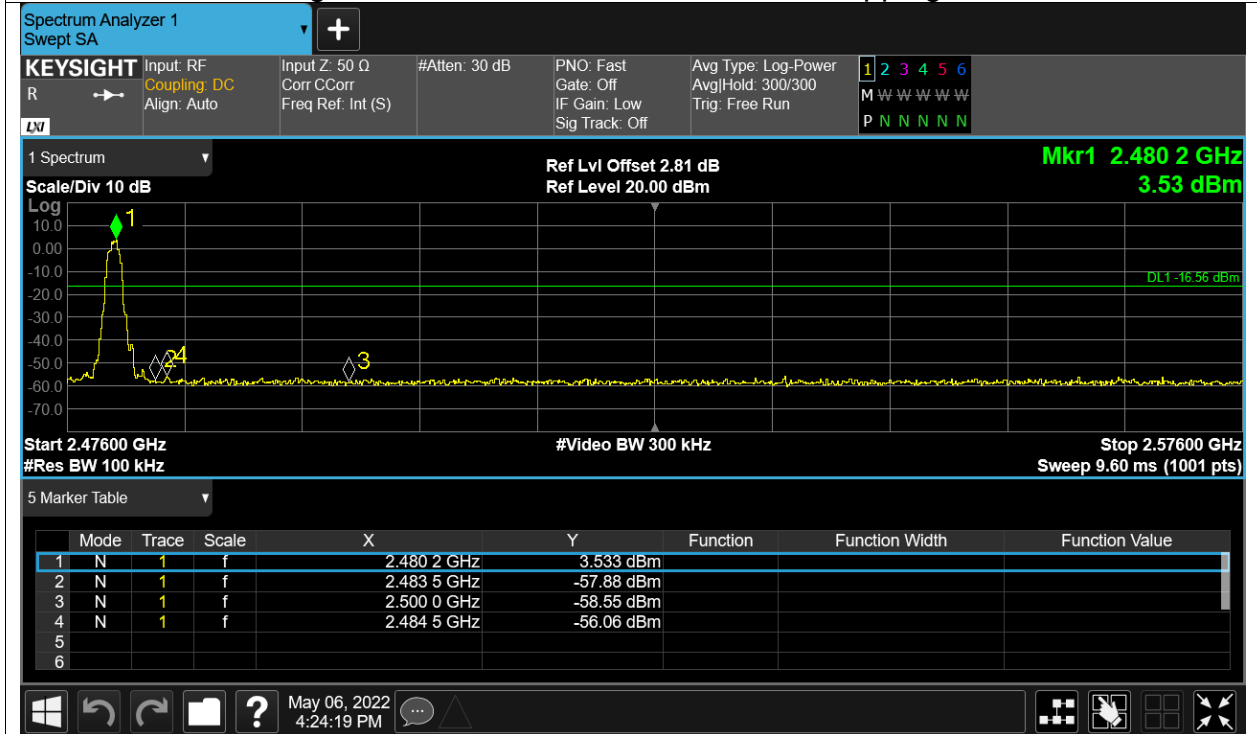 Spectrum Analyzer 1
Swept SA
+
KEYSIGHT Input: RF Input Z: 50 Ω #Atten: 30 dB PNO: Fast Avg Type: Log-Power 1 2 3 4 5 6
R Coupling: DC Corr CCorr Gate: Off Avg|Hold: 300/300 M W W W W W
Align: Auto Freq Ref: Int (S) IF Gain: Low Trig: Free Run P N N N N N
LXI Sig Track: Off
1 Spectrum Ref Lvl Offset 2.81 dB Mkr1 2.480 2 GHz
Scale/Div 10 dB Ref Level 20.00 dBm 3.53 dBm
Log
10.0 1
0.00
-10.0 DL1 -16.56 dBm
-20.0
-30.0
-40.0
-50.0 2 4 3
-60.0
-70.0
Start 2.47600 GHz #Video BW 300 kHz Stop 2.57600 GHz
#Res BW 100 kHz Sweep 9.60 ms (1001 pts)
5 Marker Table
Mode Trace Scale X Y Function Function Width Function Value
1 N 1 f 2.480 2 GHz 3.533 dBm
2 N 1 f 2.483 5 GHz -57.88 dBm
3 N 1 f 2.500 0 GHz -58.55 dBm
4 N 1 f 2.484 5 GHz -56.06 dBm
5
6
? May 06, 2022
4:24:19 PM